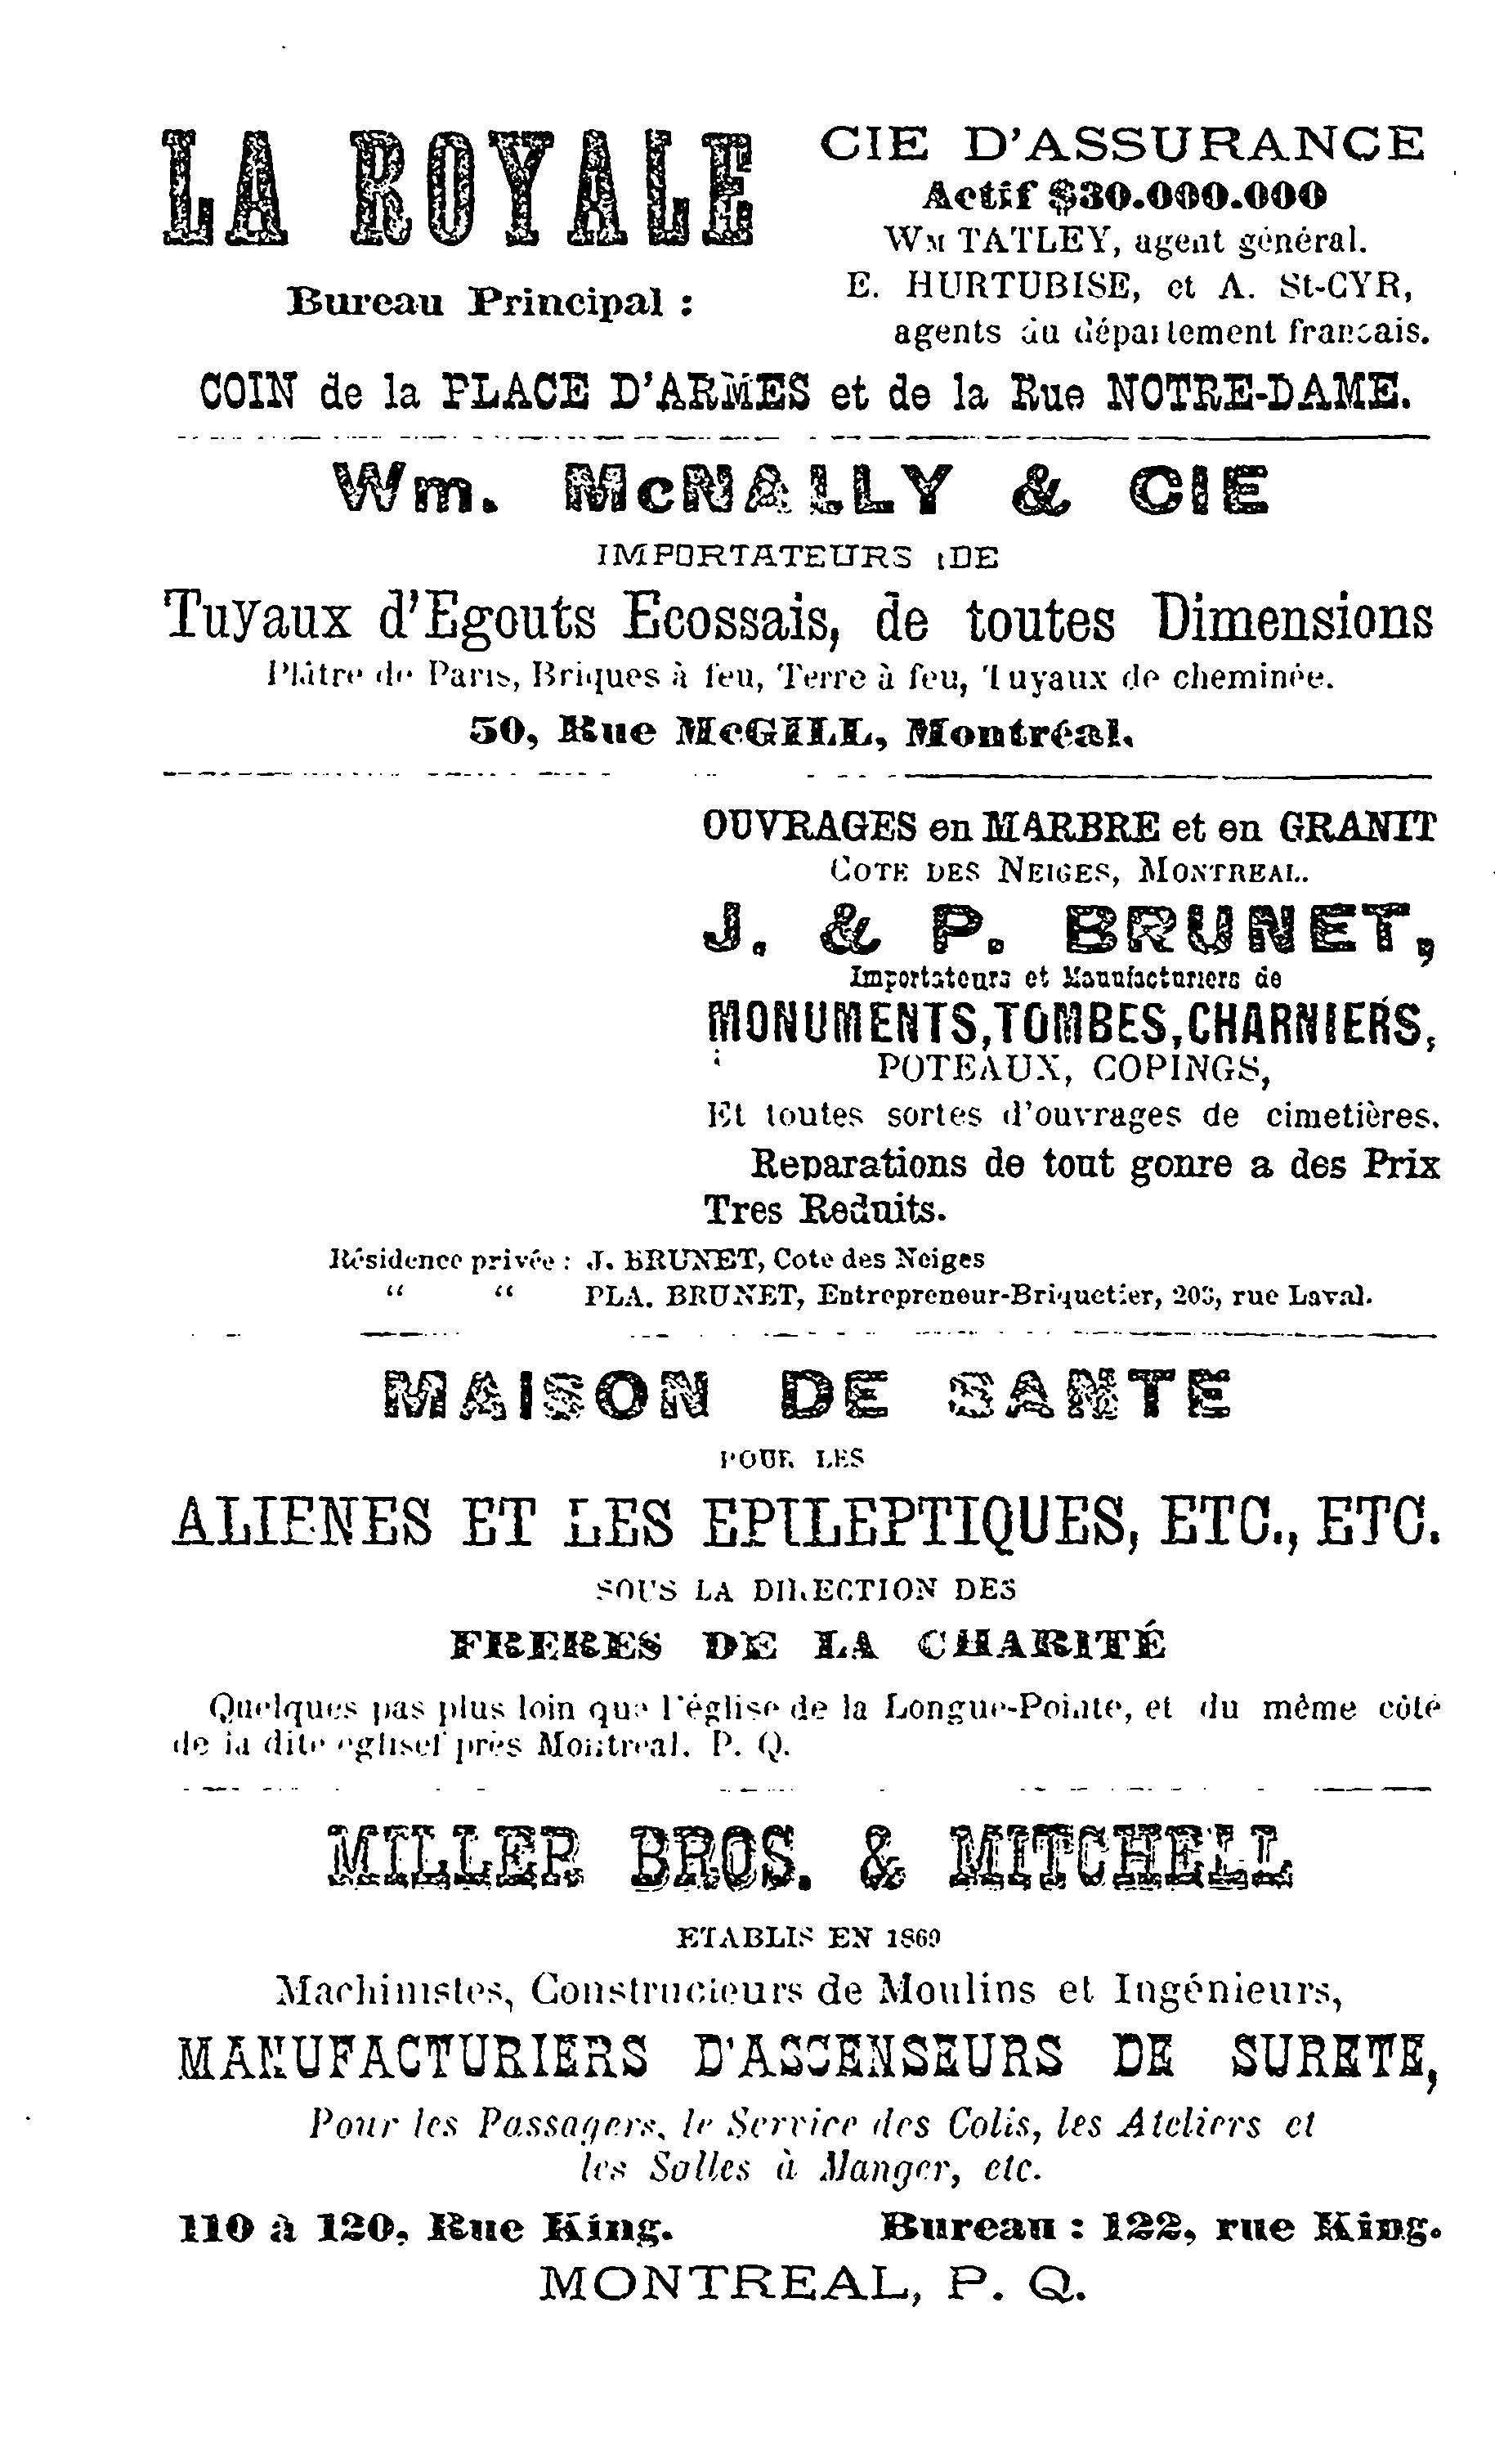 LA ROYALE
CIE D'ASSURANCE
Actif $30.000.000
Wm TATLEY, agent général.
Bureau Principal :
E. HURTUBISE, et A. St-CYR,
agents du département francais.
COIN de la PLACE D'ARMES et de la Rue NOTRE-DAME.
Wm. McNALLY & CIE
IMPORTATEURS DE
Tuyaux d'Egouts Ecossais, de toutes Dimensions
Plâtre de Paris, Briques à feu, Terre à feu, Tuyaux de cheminée.
50, Rue McGILL, Montréal.
OUVRAGES en MARBRE et en GRANIT
COTE DES NEIGES, MONTREAL.
J. & P. BRUNET,
Importateurs et Manufacturiers de
MONUMENTS, TOMBES, CHARNIERS,
POTEAUX, COPINGS,
Et toutes sortes d'ouvrages de cimetières.
Reparations de tout gonre a des Prix
Tres Reduits.
Résidence privée : J. BRUNET, Cote des Neiges
" " PLA. BRUNET, Entrepreneur-Briquetier, rue Laval.
MAISON DE SANTE
POUR LES
ALIENES ET LES EPILEPTIQUES, ETC., ETC.
SOUS LA DIRECTION DES
FRERES DE LA CHARITÉ
Quelques pas plus loin que l'église de la Longue-Pointe, et du même côté
de la dite près Montreal. P. Q.
MILLER BROS. & MITCHELL
ETABLIS EN 1869
Machinistes, Constructeurs de Moulins et Ingénieurs,
MANUFACTURIERS D'ASCENSEURS DE SURETE,
Pour les Passagers, le Service des Colis, les Ateliers et
les Salles à Manger, etc.
110 à 120, Rue King.
Bureau : 122, rue King.
MONTREAL, P. Q.